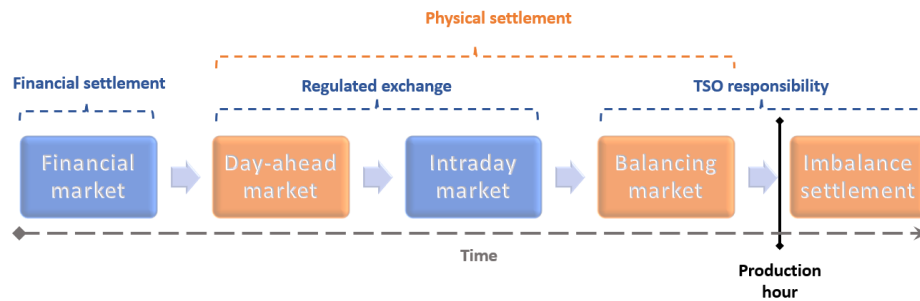 Physical settlement
Financial settlement
Regulated exchange
TSO responsibility
Financial
market
Day-ahead
market
Intraday
market
Balancing
market
Imbalance
settlement
Time
Production
hour